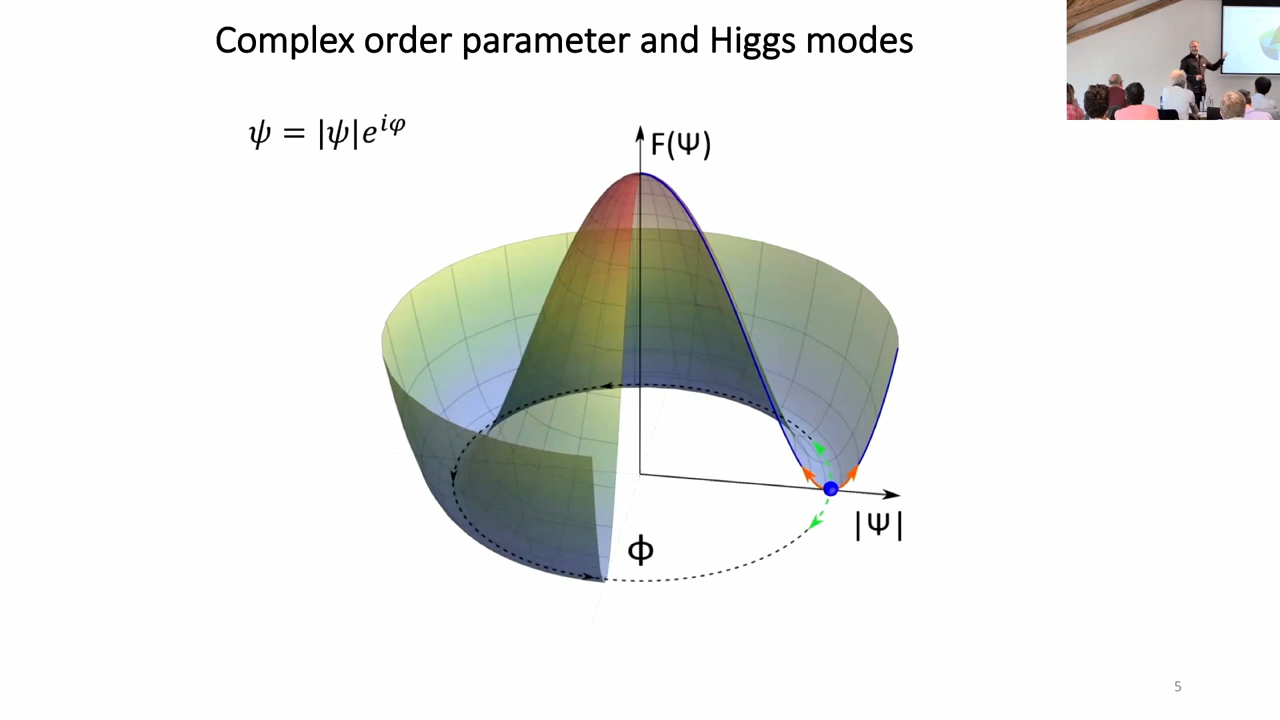 Complex order parameter and Higgs modes
ψ = |ψ|e^{iφ}
F(Ψ)
|Ψ|
Φ
5